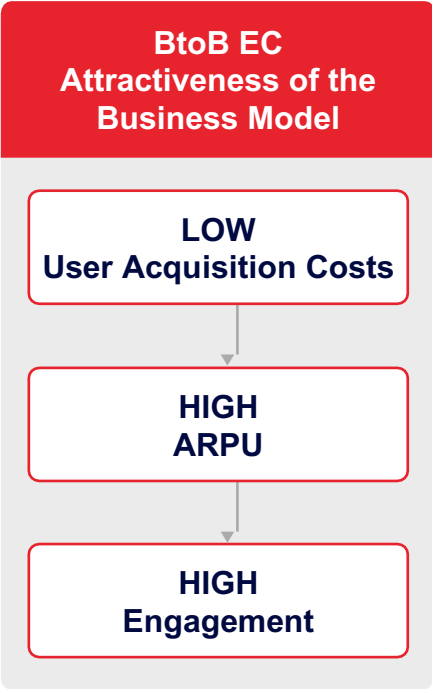 BtoB EC
Attractiveness of the
Business Model
LOW
User Acquisition Costs
HIGH
ARPU
HIGH
Engagement